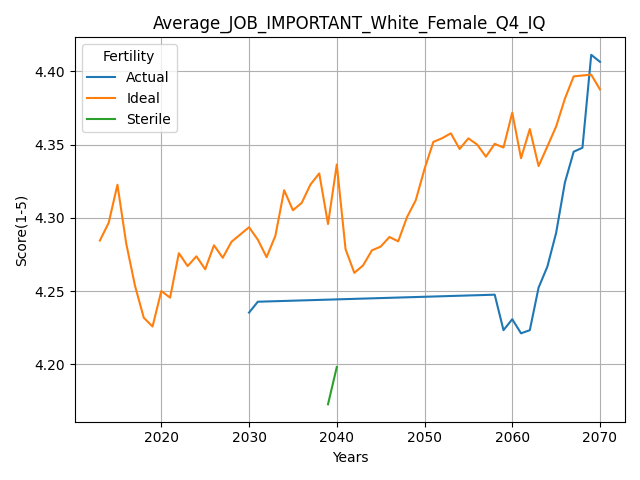 Average_JOB_IMPORTANT_White_Female_Q4_IQ
Fertility
Actual
Ideal
Sterile
Score(1-5)
4.40
4.35
4.30
4.25
4.20
2020 2030 2040 2050 2060 2070
Years